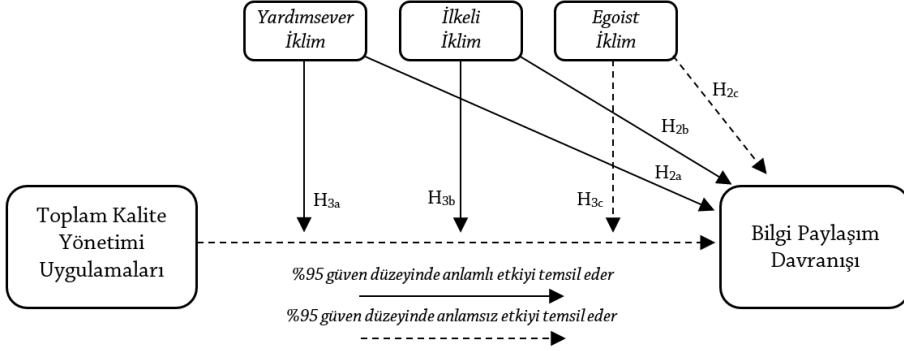 Yardımsever
İklim
İlkeli
İklim
Egoist
İklim
H2c
H2b
H2a
H3a
H3b
H3c
Toplam Kalite
Yönetimi
Uygulamaları
Bilgi Paylaşım
Davranışı
%95 güven düzeyinde anlamlı etkiyi temsil eder
%95 güven düzeyinde anlamsız etkiyi temsil eder